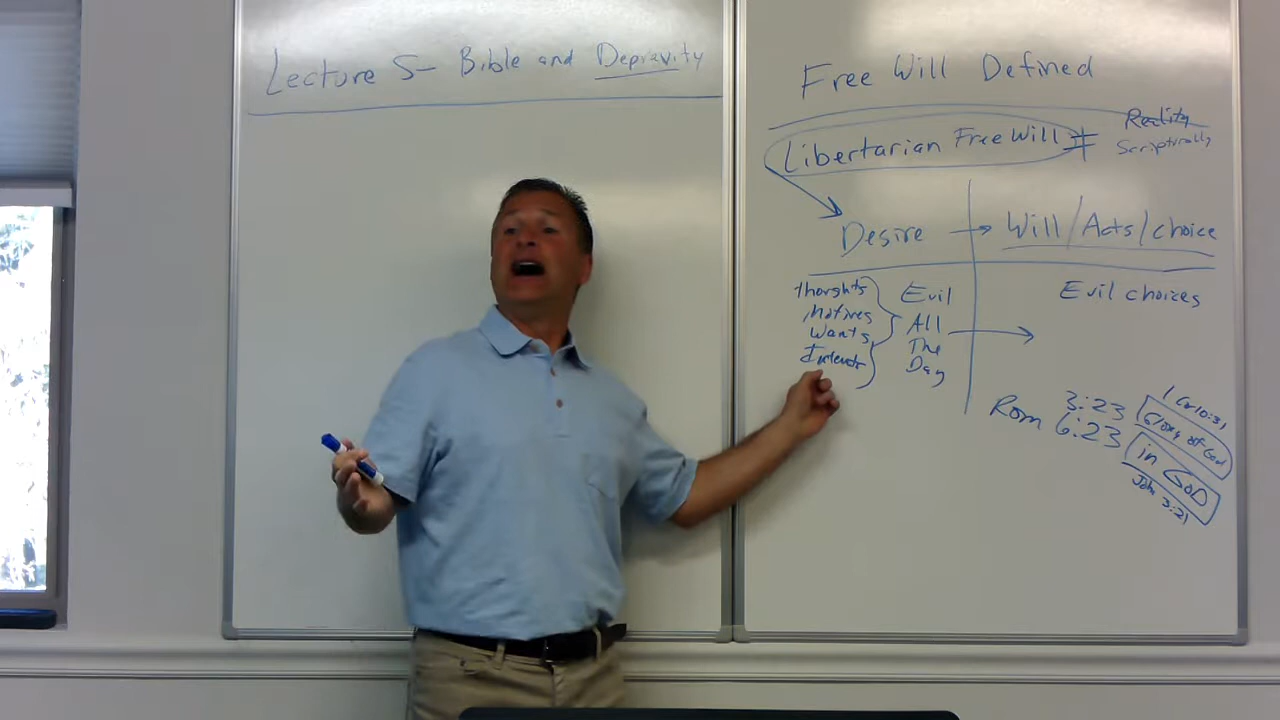 Lecture 5- Bible and Depravity
Free Will Defined
Libertarian Free Will ≠ Reality
Scripturally
Desire → Will/Acts/choice
Thoughts
Motives
Wants
Intents
Evil
All
The
Day
Evil choices
Rom 3:23
6:23
1 Cor 10:31
Glory of God
in GOD
John 3:21